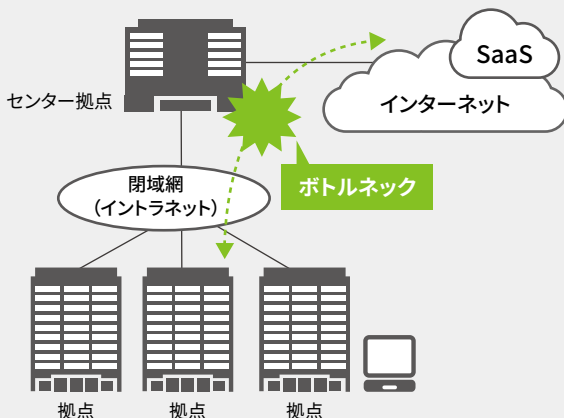 SaaS
センター拠点
インターネット
閉域網
（イントラネット）
ボトルネック
拠点
拠点
拠点